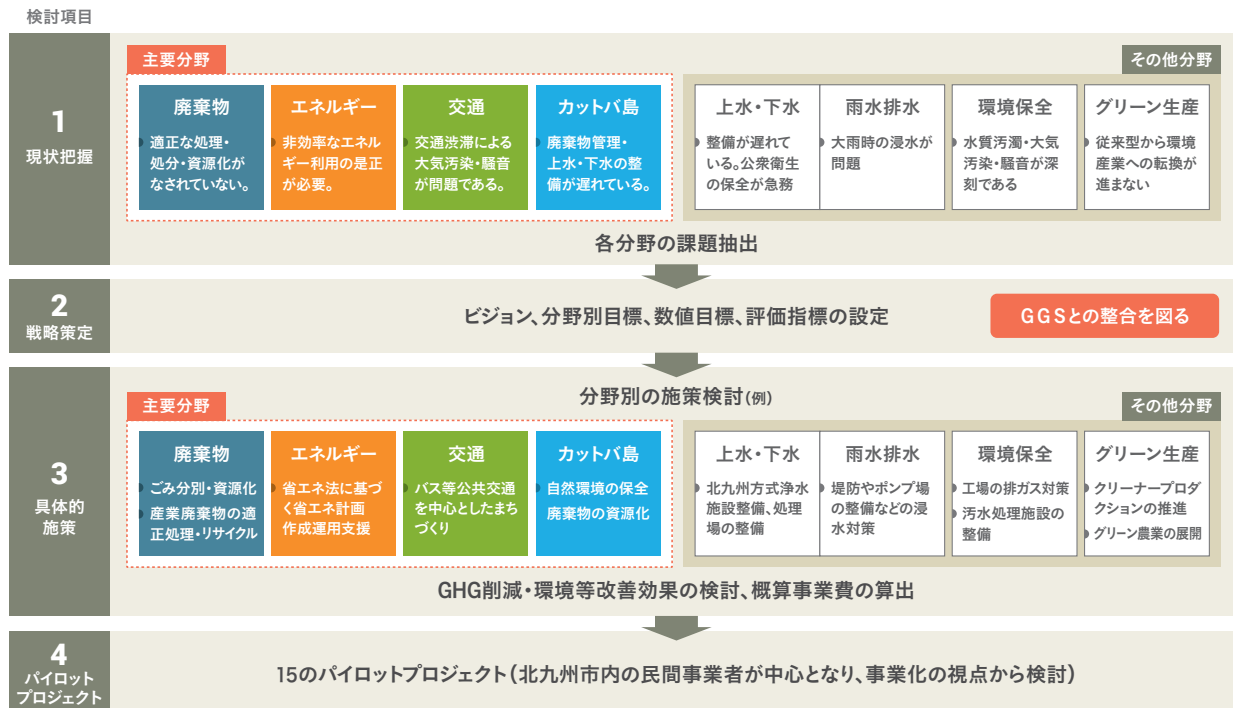 検討項目
1
現状把握
主要分野
その他分野
廃棄物
適正な処理・
処分・資源化が
なされていない。
エネルギー
非効率なエネル
ギー利用の是正
が必要。
交通
交通渋滞による
大気汚染・騒音
が問題である。
カットバ島
廃棄物管理・
上水・下水の整
備が遅れている。
上水・下水
整備が遅れて
いる。公衆衛生
の保全が急務
雨水排水
大雨時の浸水が
問題
環境保全
水質汚濁・大気
汚染・騒音が深
刻である
グリーン生産
従来型から環境
産業への転換が
進まない
各分野の課題抽出
2
戦略策定
ビジョン、分野別目標、数値目標、評価指標の設定
GGSとの整合を図る
3
具体的
施策
分野別の施策検討(例)
主要分野
その他分野
廃棄物
ごみ分別・資源化
産業廃棄物の適
正処理・リサイクル
エネルギー
省エネ法に基づ
く省エネ計画
作成運用支援
交通
バス等公共交通
を中心としたまち
づくり
カットバ島
自然環境の保全
廃棄物の資源化
上水・下水
北九州方式浄水
施設整備、処理
場の整備
雨水排水
堤防やポンプ場
の整備などの浸
水対策
環境保全
工場の排ガス対策
汚水処理施設の
整備
グリーン生産
クリーナープロダ
クションの推進
グリーン農業の展開
GHG削減・環境等改善効果の検討、概算事業費の算出
4
パイロット
プロジェクト
15のパイロットプロジェクト(北九州市内の民間事業者が中心となり、事業化の視点から検討)